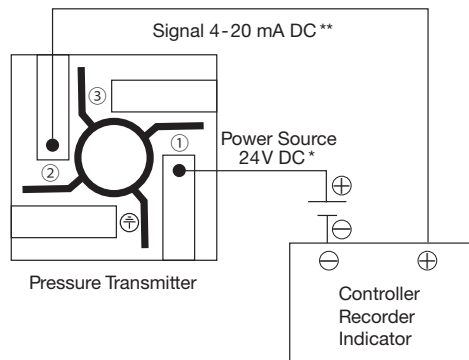 Signal 4-20 mA DC**
③
①
②
Power Source
24V DC*
⊕
⊖
⊖ ⊕
Pressure Transmitter
Controller
Recorder
Indicator